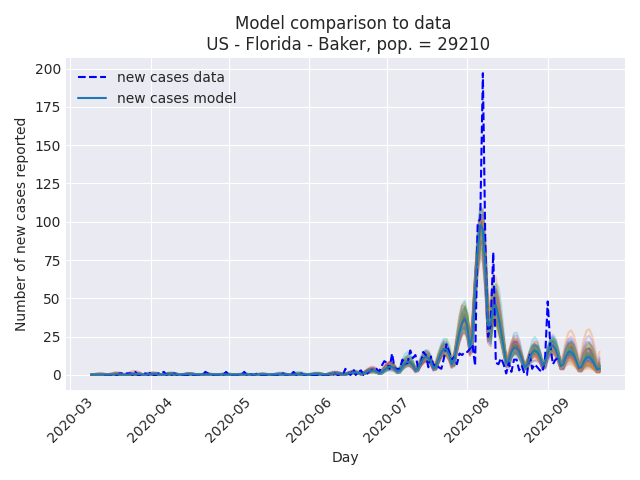 Model comparison to data
US - Florida - Baker, pop. = 29210
new cases data
new cases model
Number of new cases reported
200
175
150
125
100
75
50
25
0
2020-03
2020-04
2020-05
2020-06
2020-07
2020-08
2020-09
Day